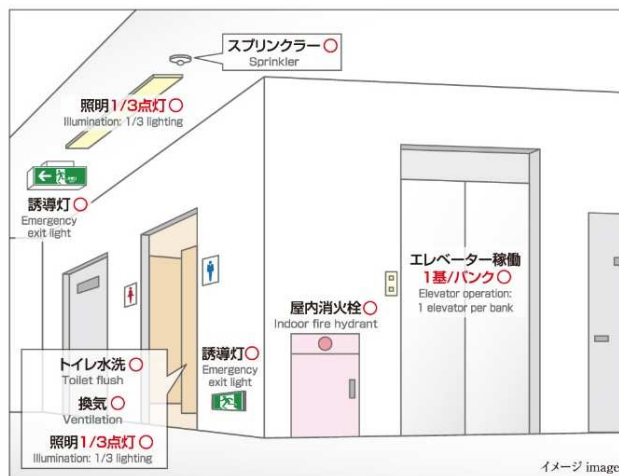 スプリンクラー○
Sprinkler
照明1/3点灯○
Illumination: 1/3 lighting
誘導灯○
Emergency
exit light
エレベーター稼働
1基/バンク○
Elevator operation:
1 elevator per bank
屋内消火栓○
Indoor fire hydrant
誘導灯○
Emergency
exit light
トイレ水洗○
Toilet flush
換気○
Ventilation
照明1/3点灯○
Illumination: 1/3 lighting
イメージ image